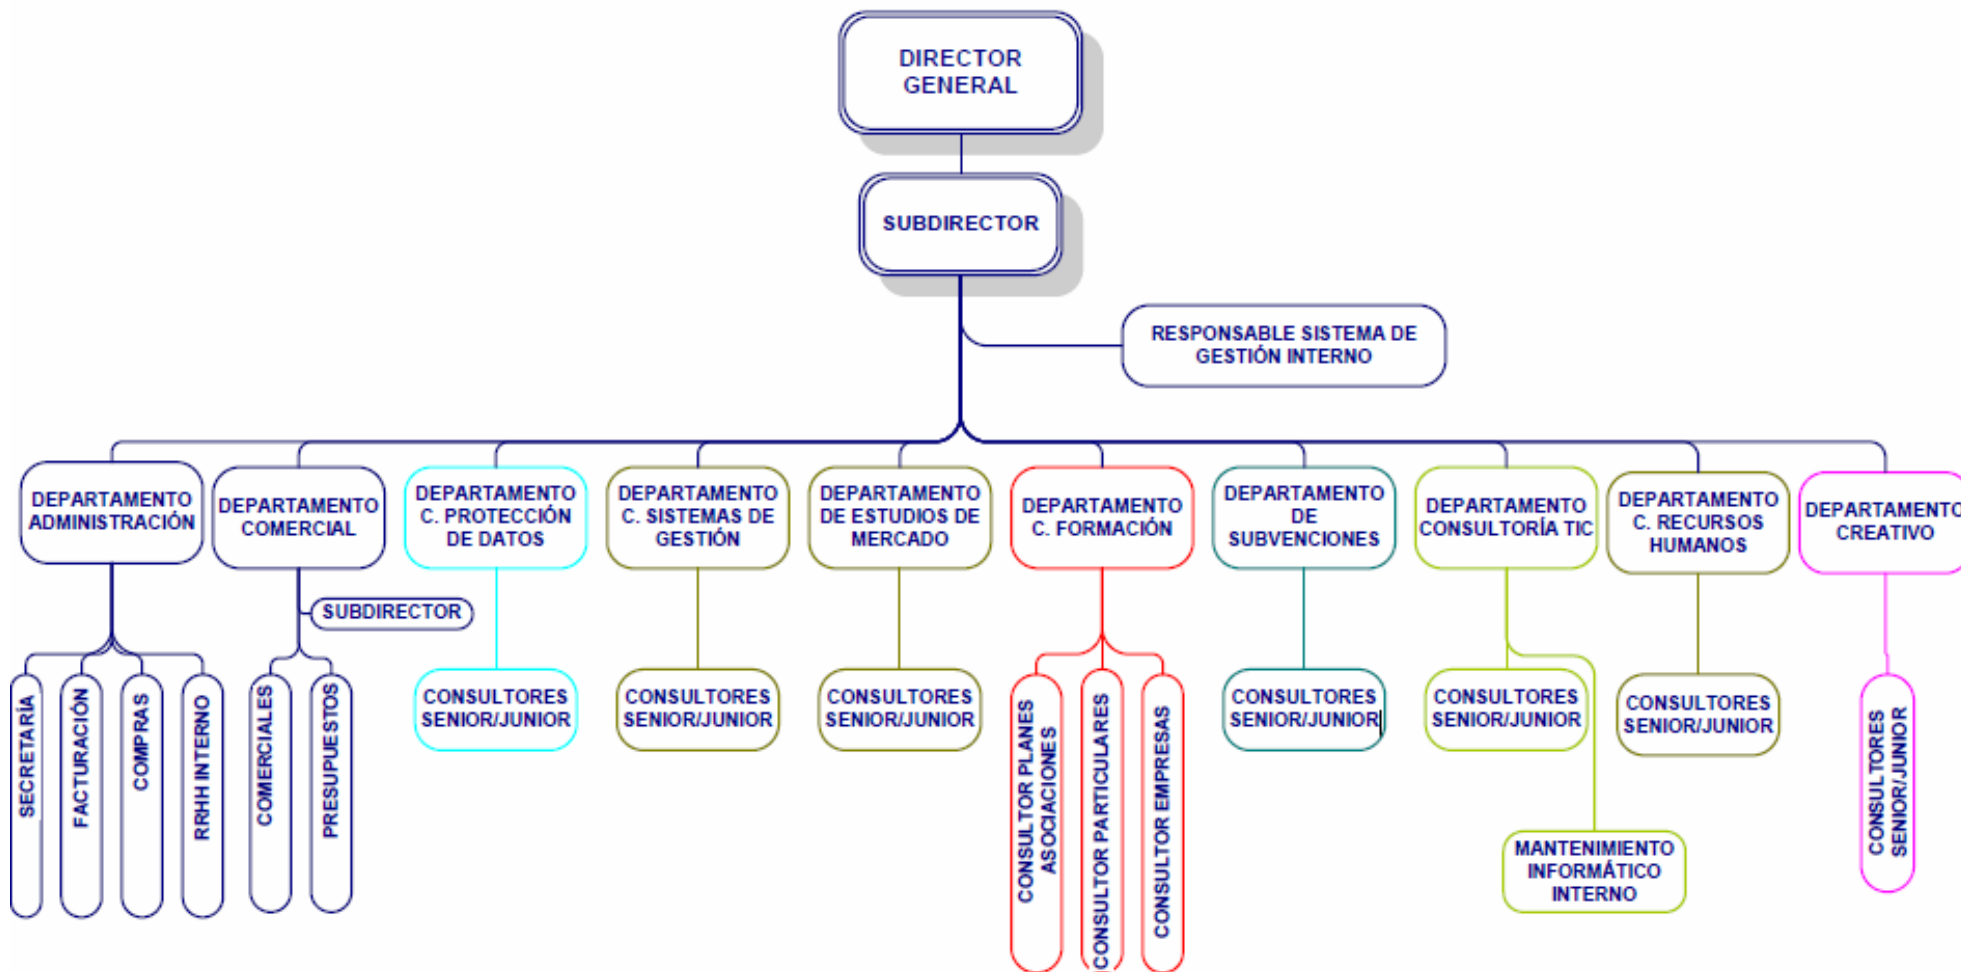 DIRECTOR
GENERAL
SUBDIRECTOR
RESPONSABLE SISTEMA DE
GESTIÓN INTERNO
DEPARTAMENTO
ADMINISTRACIÓN
DEPARTAMENTO
COMERCIAL
DEPARTAMENTO
C. PROTECCIÓN
DE DATOS
DEPARTAMENTO
C. SISTEMAS DE
GESTIÓN
DEPARTAMENTO
DE ESTUDIOS DE
MERCADO
DEPARTAMENTO
C. FORMACIÓN
DEPARTAMENTO
DE
SUBVENCIONES
DEPARTAMENTO
CONSULTORÍA TIC
DEPARTAMENTO
C. RECURSOS
HUMANOS
DEPARTAMENTO
CREATIVO
SUBDIRECTOR
SECRETARÍA
FACTURACIÓN
COMPRAS
RRHH INTERNO
COMERCIALES
PRESUPUESTOS
CONSULTORES
SENIOR/JUNIOR
CONSULTORES
SENIOR/JUNIOR
CONSULTORES
SENIOR/JUNIOR
CONSULTOR PLANES
ASOCIACIONES
CONSULTOR PARTICULARES
CONSULTOR EMPRESAS
CONSULTORES
SENIOR/JUNIOR
CONSULTORES
SENIOR/JUNIOR
MANTENIMIENTO
INFORMÁTICO
INTERNO
CONSULTORES
SENIOR/JUNIOR
CONSULTORES
SENIOR/JUNIOR